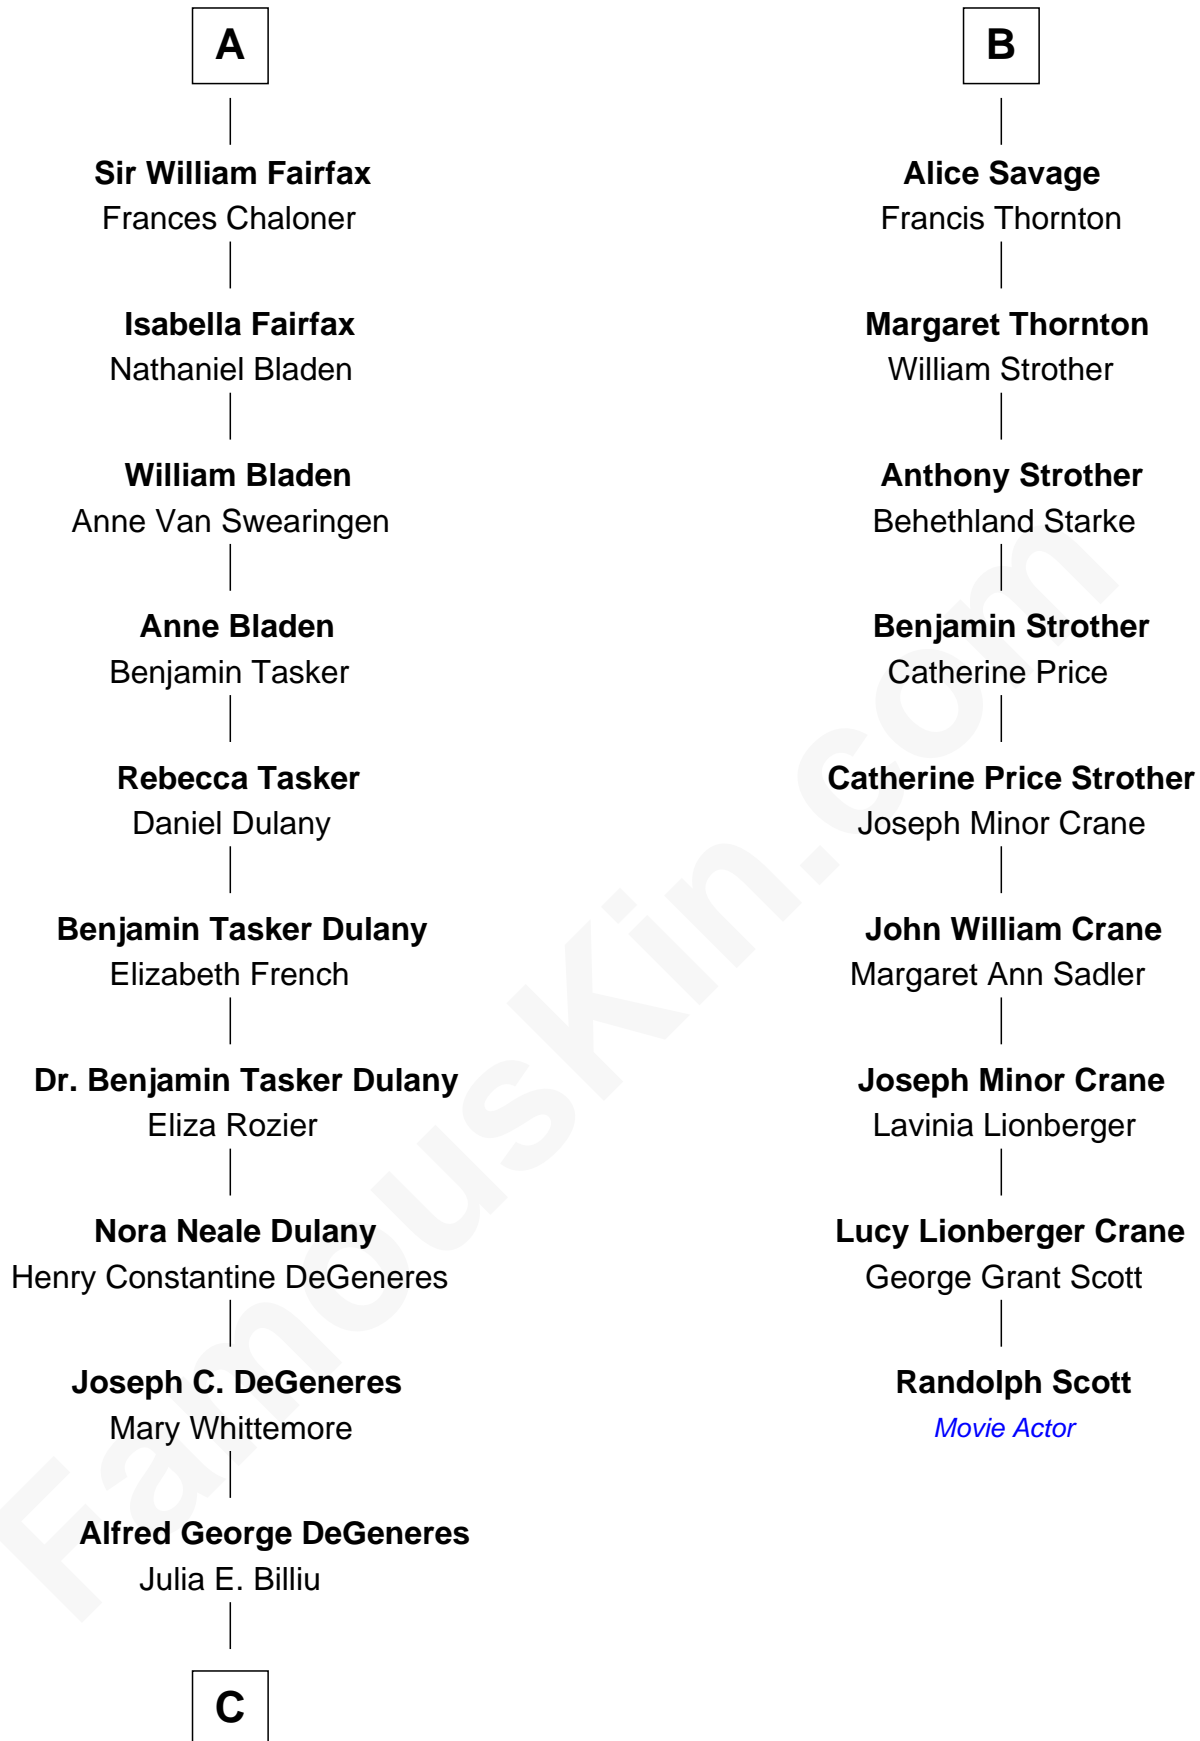 A
Sir William Fairfax
Frances Chaloner
Isabella Fairfax
Nathaniel Bladen
William Bladen
Anne Van Swearingen
Anne Bladen
Benjamin Tasker
Rebecca Tasker
Daniel Dulany
Benjamin Tasker Dulany
Elizabeth French
Dr. Benjamin Tasker Dulany
Eliza Rozier
Nora Neale Dulany
Henry Constantine DeGeneres
Joseph C. DeGeneres
Mary Whittemore
Alfred George DeGeneres
Julia E. Billiu
C
B
Alice Savage
Francis Thornton
Margaret Thornton
William Strother
Anthony Strother
Behethland Starke
Benjamin Strother
Catherine Price
Catherine Price Strother
Joseph Minor Crane
John William Crane
Margaret Ann Sadler
Joseph Minor Crane
Lavinia Lionberger
Lucy Lionberger Crane
George Grant Scott
Randolph Scott
Movie Actor
FamousKin.com